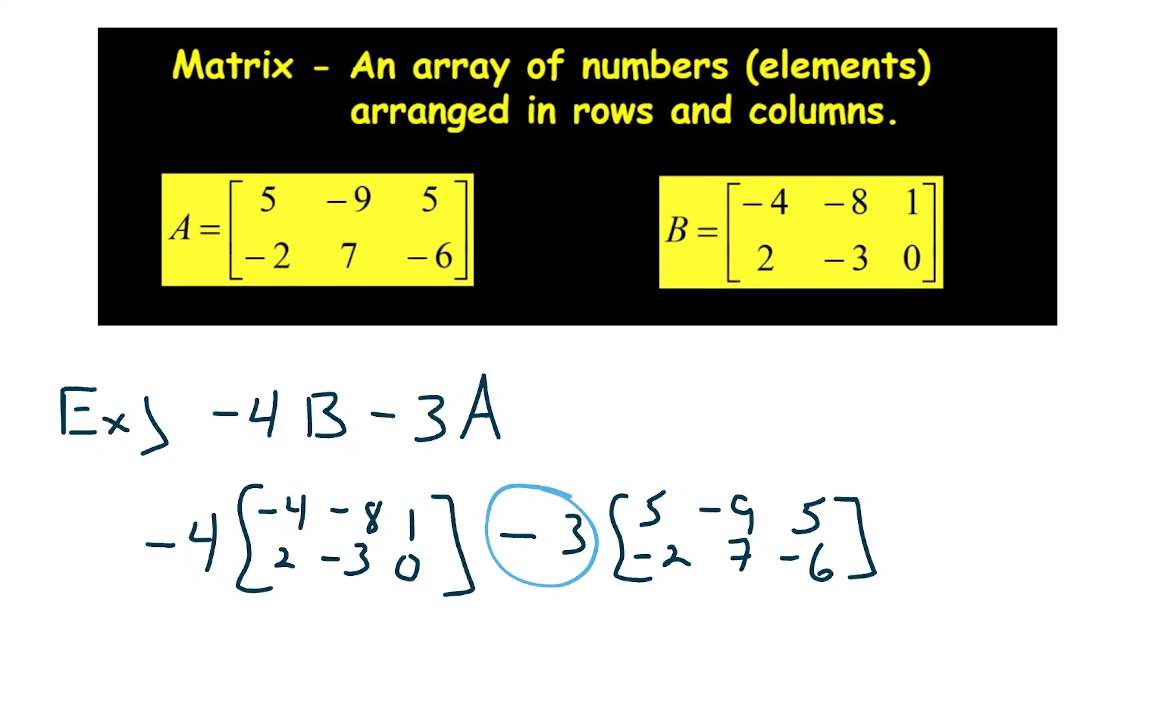 Matrix - An array of numbers (elements)
arranged in rows and columns.
A = [ 5 -9 5
-2 7 -6 ]
B = [ -4 -8 1
2 -3 0 ]
Ex) -4B - 3A
-4 [ -4 -8 1
2 -3 0 ] - 3 [ 5 -9 5
-2 7 -6 ]